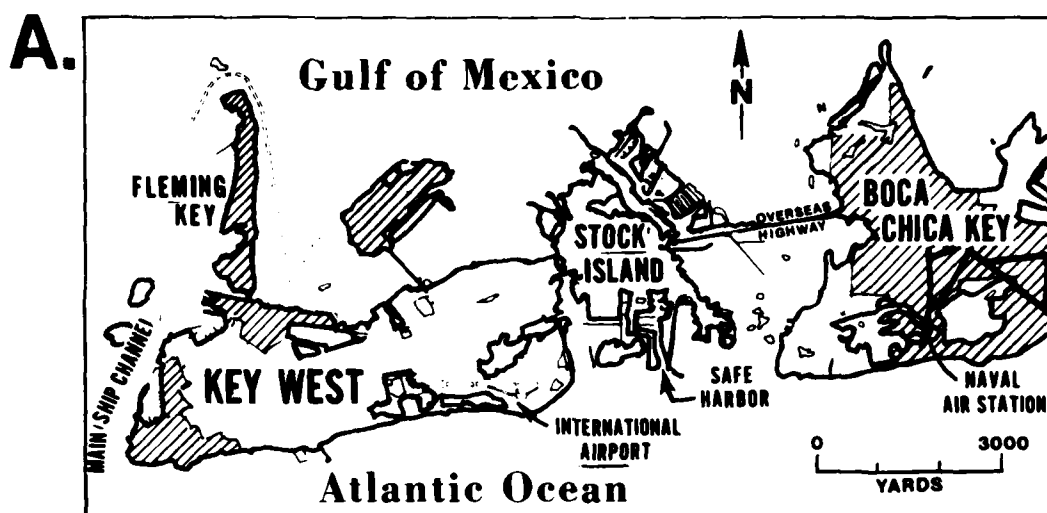 A.
Gulf of Mexico
N
FLEMING
KEY
BOCA
CHICA KEY
OVERSEAS
HIGHWAY
STOCK
ISLAND
MAIN/SHIP CHANNEL
KEY WEST
SAFE
HARBOR
NAVAL
AIR STATION
INTERNATIONAL
AIRPORT
0 3000
YARDS
Atlantic Ocean